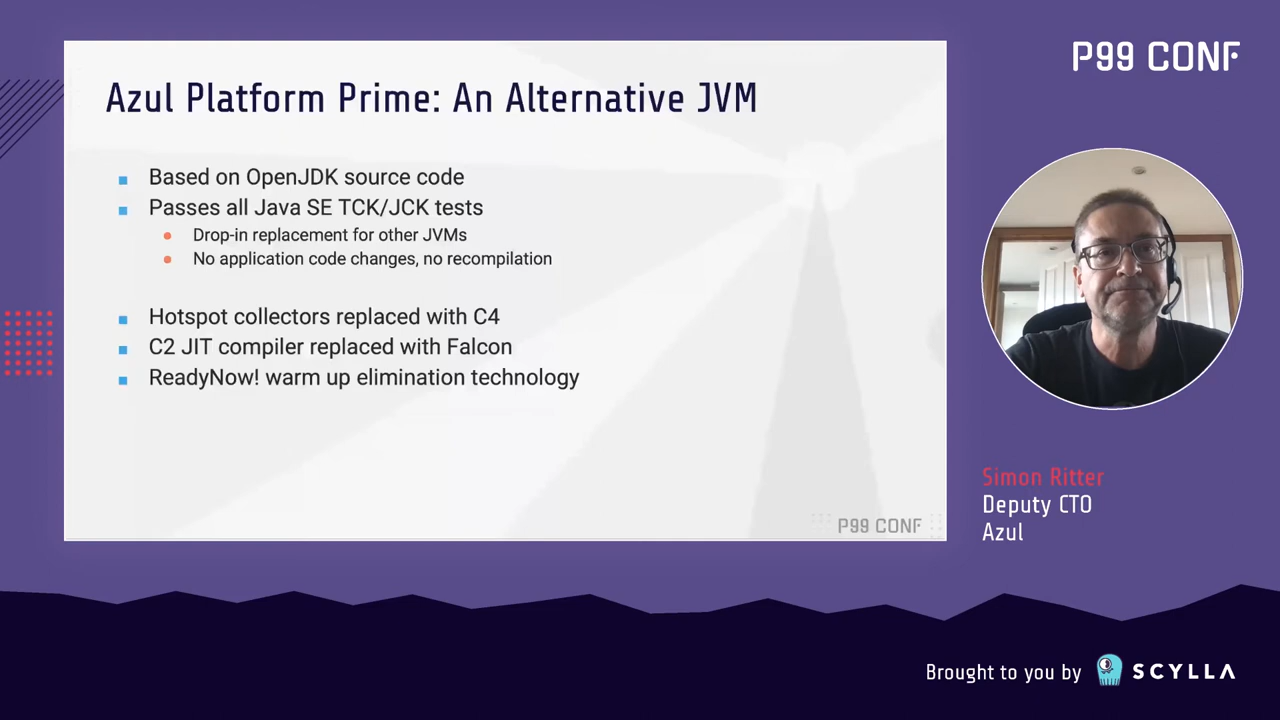 P99 CONF
Azul Platform Prime: An Alternative JVM
Based on OpenJDK source code
Passes all Java SE TCK/JCK tests
Drop-in replacement for other JVMs
No application code changes, no recompilation
Hotspot collectors replaced with C4
C2 JIT compiler replaced with Falcon
ReadyNow! warm up elimination technology
P99 CONF
Simon Ritter
Deputy CTO
Azul
Brought to you by SCYLLA